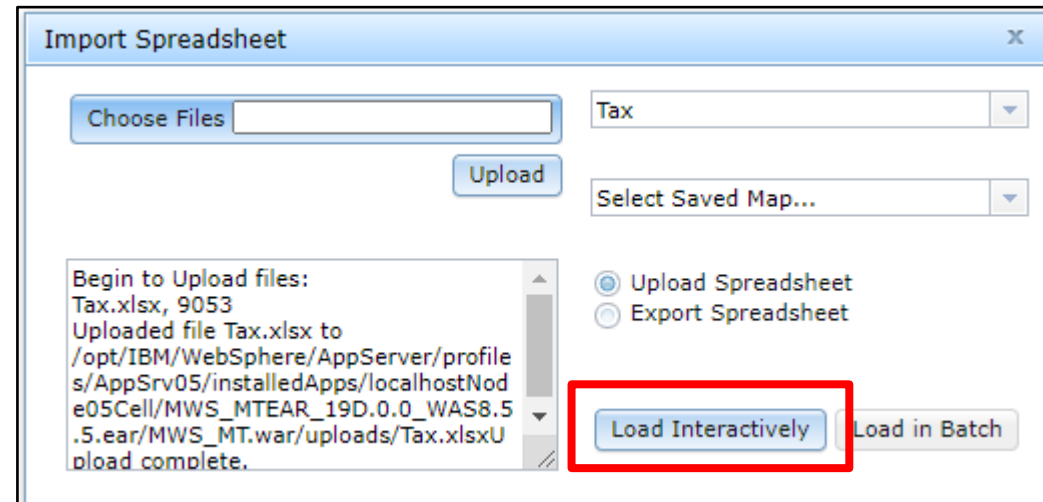 Import Spreadsheet x
Choose Files
Tax
Upload
Select Saved Map...
Begin to Upload files:
Tax.xlsx, 9053
Uploaded file Tax.xlsx to
/opt/IBM/WebSphere/AppServer/profile
s/AppSrv05/installedApps/localhostNod
e05Cell/MWS_MTEAR_19D.0.0_WAS8.5
.5.ear/MWS_MT.war/uploads/Tax.xlsxU
pload complete.
Upload Spreadsheet
Export Spreadsheet
Load Interactively
Load in Batch